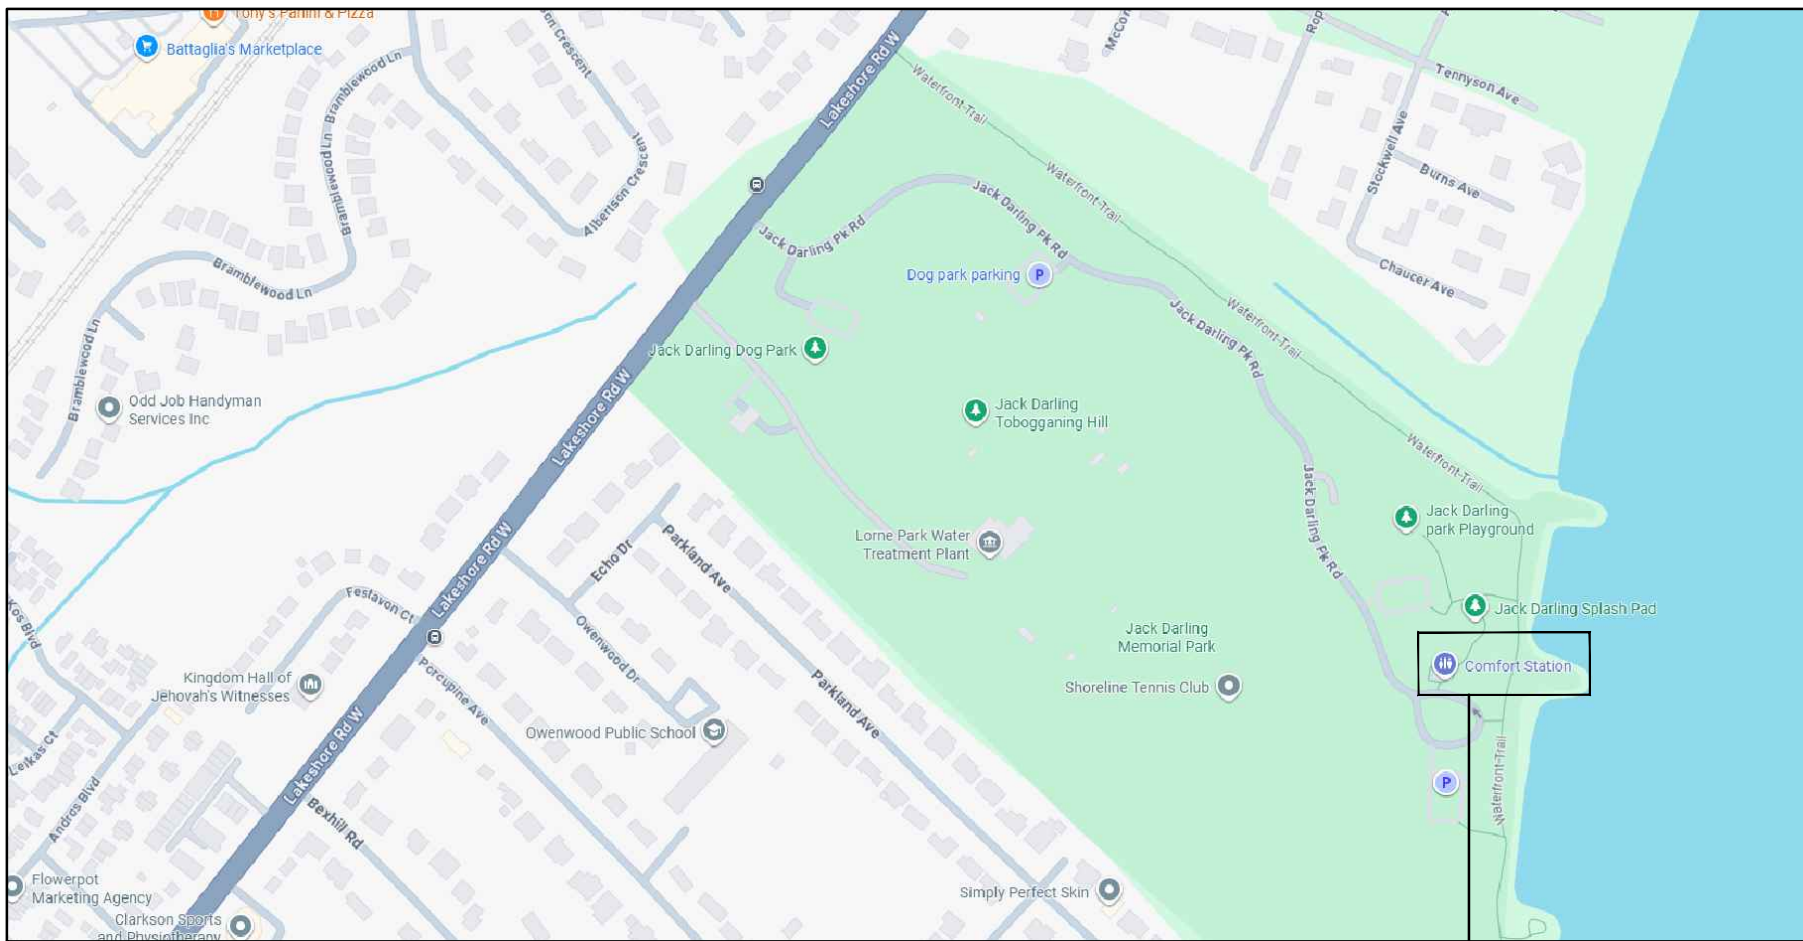 Tony's Panini & Pizza
Battaglia's Marketplace
Lakeshore Rd W
Waterfront-Trail
Tennyson Ave
Bramblewood Ln
Bramblewood Ln
Albertson Crescent
Stockwell Ave
Burns Ave
Waterfront-Trail
Jack Darling Pk Rd
Jack Darling Pk Rd
Bramblewood Ln
Dog park parking
P
Chaucer Ave
Jack Darling Pk Rd
Waterfront-Trail
Bramblewood Ln
Jack Darling Dog Park
Odd Job Handyman
Services Inc
Lakeshore Rd W
Jack Darling
Tobogganing Hill
Waterfront-Trail
Jack Darling Pk Rd
Jack Darling
park Playground
Lorne Park Water
Treatment Plant
Echo Dr
Parkland Ave
Lakeshore Rd W
Feslavon Ct
Owenwood Dr
Jack Darling Splash Pad
Jack Darling
Memorial Park
Kingdom Hall of
Jehovah's Witnesses
Comfort Station
Shoreline Tennis Club
Porcupine Ave
Parkland Ave
Owenwood Public School
Leikas Ct
Lakeshore Rd W
Waterfront-Trail
P
Andros Blvd
Bexhill Rd
Flowerpot
Marketing Agency
Simply Perfect Skin
Clarkson Sports
and Physiotherapy